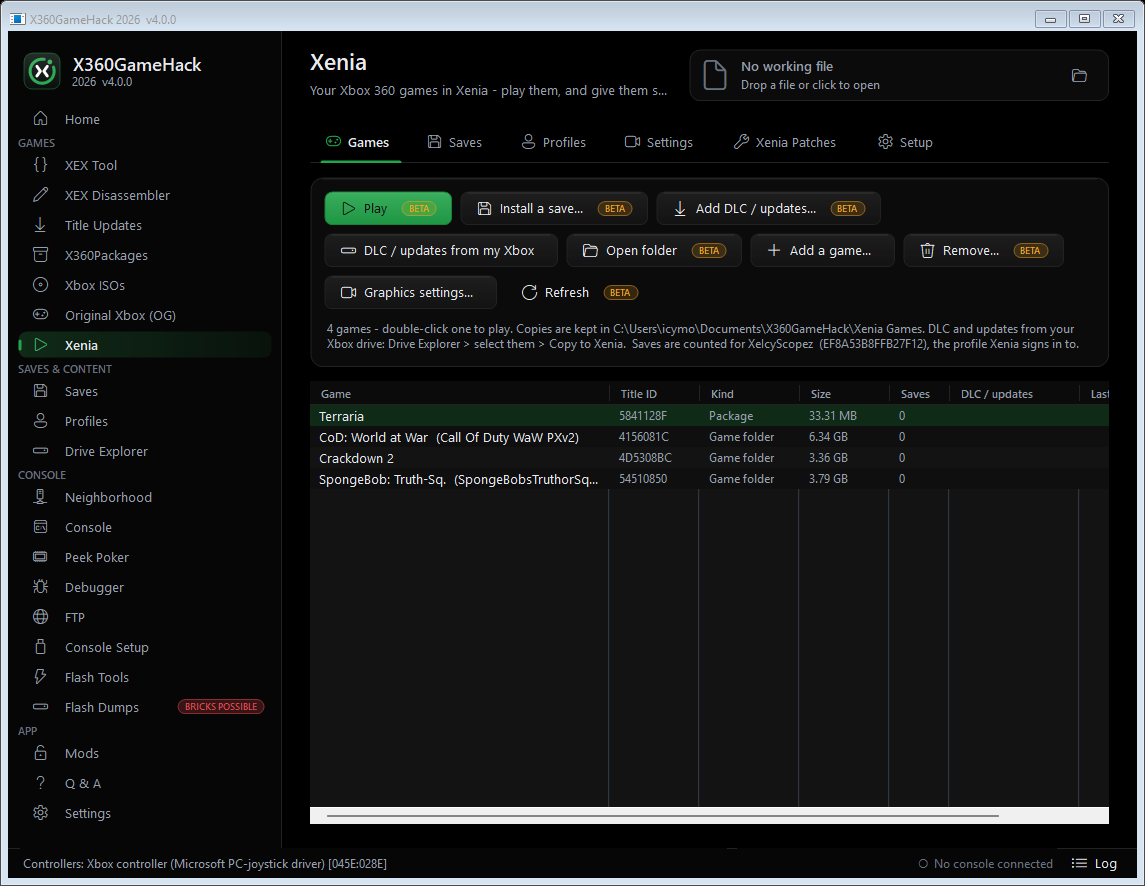 X360GameHack 2026 v4.0.0
X360GameHack
2026 v4.0.0
Home
GAMES
XEX Tool
XEX Disassembler
Title Updates
X360Packages
Xbox ISOs
Original Xbox (OG)
Xenia
SAVES & CONTENT
Saves
Profiles
Drive Explorer
CONSOLE
Neighborhood
Console
Peek Poker
Debugger
FTP
Console Setup
Flash Tools
Flash Dumps BRICKS POSSIBLE
APP
Mods
Q & A
Settings
Xenia
Your Xbox 360 games in Xenia - play them, and give them s...
No working file
Drop a file or click to open
Games Saves Profiles Settings Xenia Patches Setup
Play BETA Install a save... BETA Add DLC / updates... BETA
DLC / updates from my Xbox Open folder BETA Add a game... Remove... BETA
Graphics settings... Refresh BETA
4 games - double-click one to play. Copies are kept in C:\Users\icymo\Documents\X360GameHack\Xenia Games. DLC and updates from your
Xbox drive: Drive Explorer > select them > Copy to Xenia. Saves are counted for XelcyScopez (EF8A53B8FFB27F12), the profile Xenia signs in to.
Game Title ID Kind Size Saves DLC / updates Last
Terraria 5841128F Package 33.31 MB 0
CoD: World at War (Call Of Duty WaW PXv2) 4156081C Game folder 6.34 GB 0
Crackdown 2 4D5308BC Game folder 3.36 GB 0
SpongeBob: Truth-Sq. (SpongeBobsTruthorSq... 54510850 Game folder 3.79 GB 0
Controllers: Xbox controller (Microsoft PC-joystick driver) [045E:028E] No console connected Log